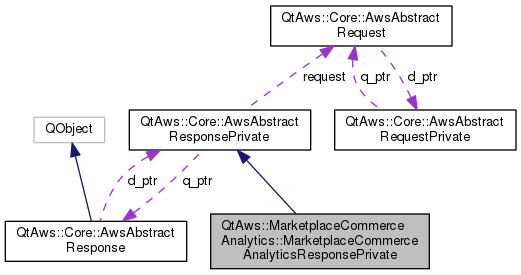 QtAws::Core::AwsAbstract
Request
request
q_ptr
d_ptr
QObject
QtAws::Core::AwsAbstract
ResponsePrivate
QtAws::Core::AwsAbstract
RequestPrivate
d_ptr
q_ptr
QtAws::Core::AwsAbstract
Response
QtAws::MarketplaceCommerce
Analytics::MarketplaceCommerce
AnalyticsResponsePrivate